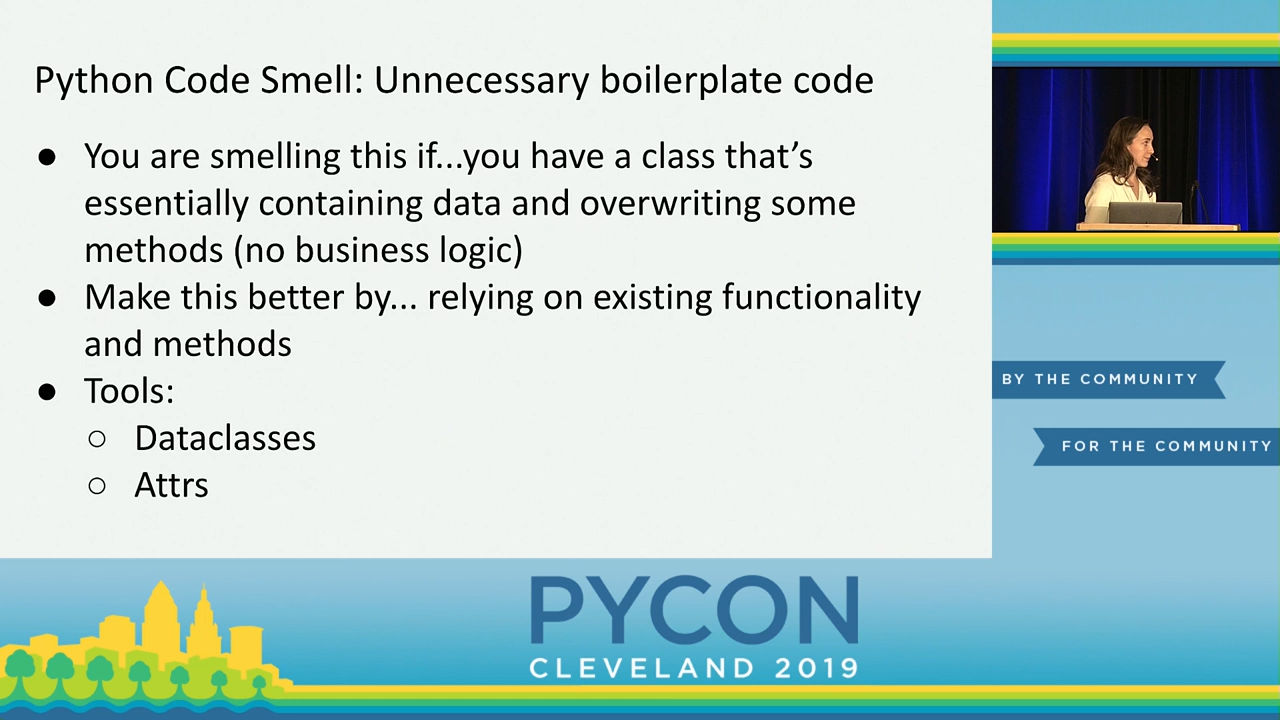 Python Code Smell: Unnecessary boilerplate code
● You are smelling this if...you have a class that’s
essentially containing data and overwriting some
methods (no business logic)
● Make this better by... relying on existing functionality
and methods
● Tools:
○ Dataclasses
○ Attrs
BY THE COMMUNITY
FOR THE COMMUNITY
PYCON
CLEVELAND 2019